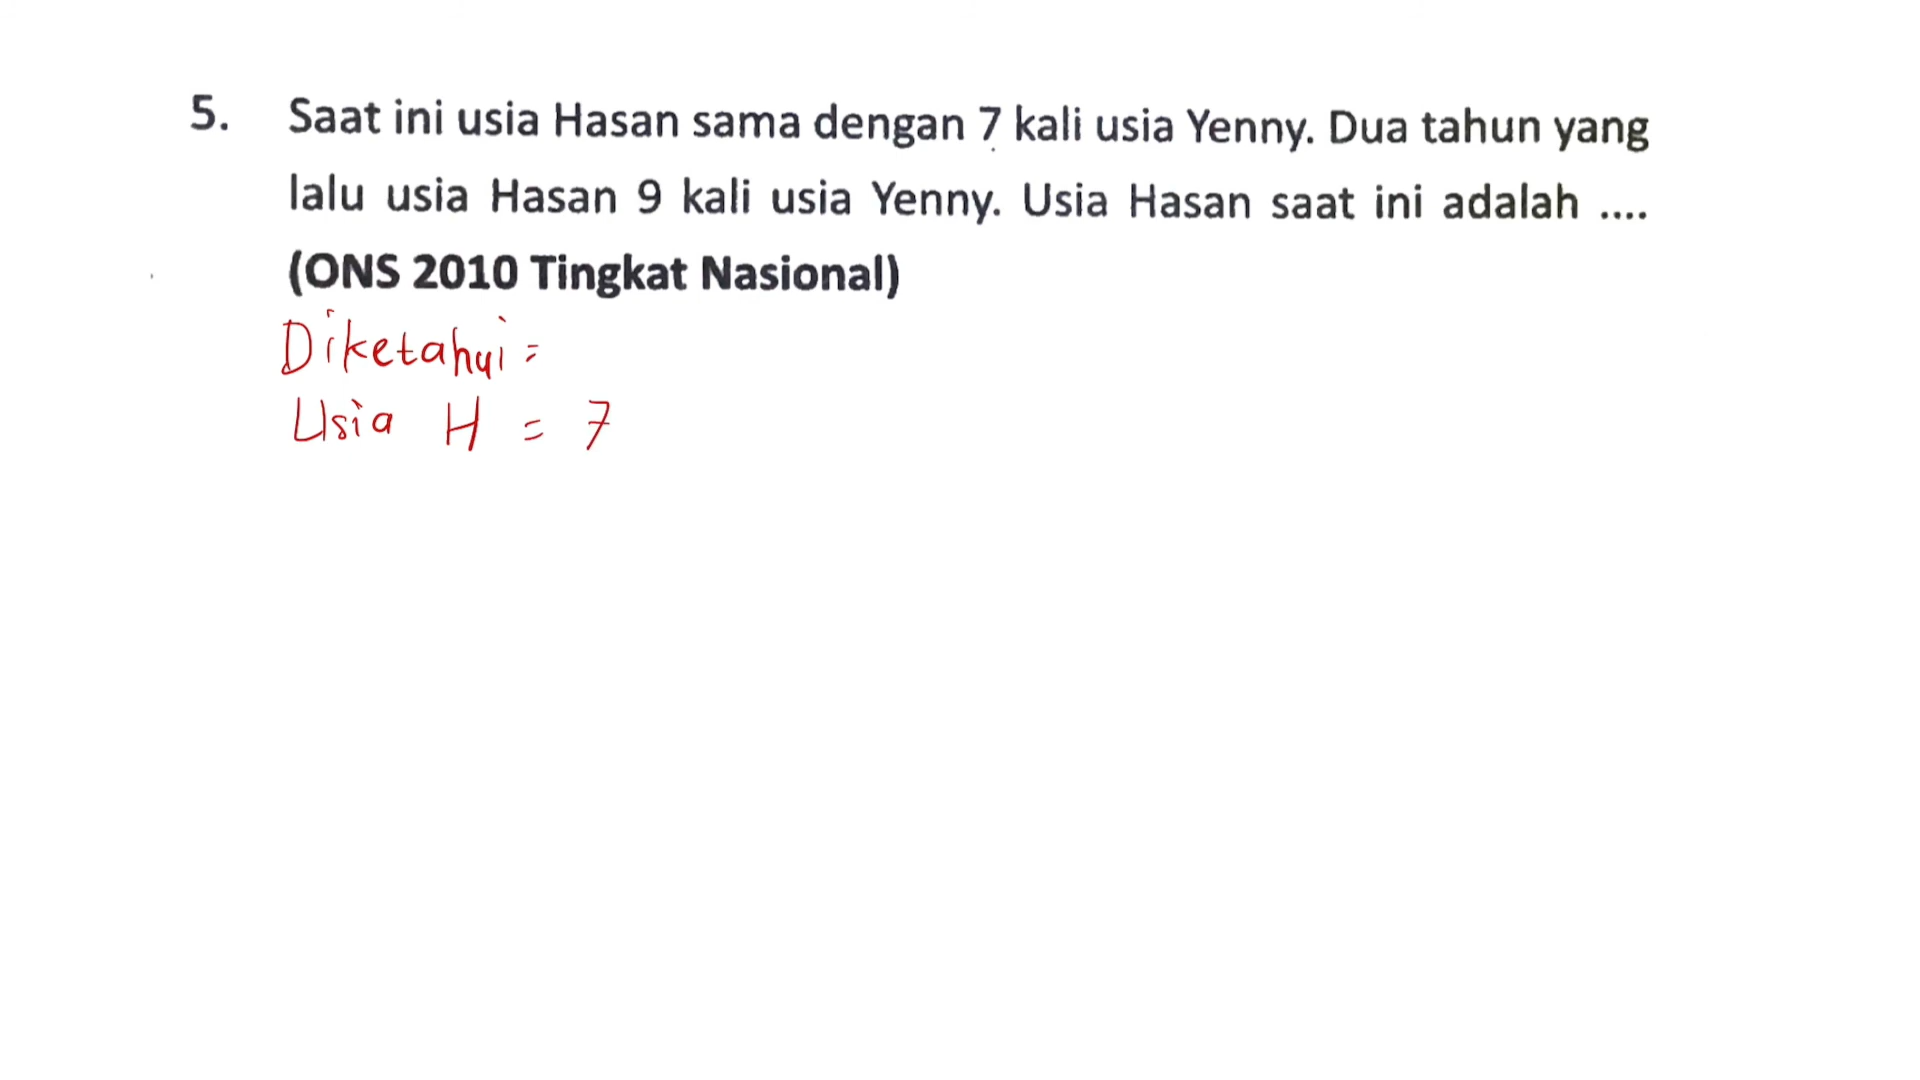 5. Saat ini usia Hasan sama dengan 7 kali usia Yenny. Dua tahun yang
lalu usia Hasan 9 kali usia Yenny. Usia Hasan saat ini adalah ....
(ONS 2010 Tingkat Nasional)
Diketahui =
Usia H = 7